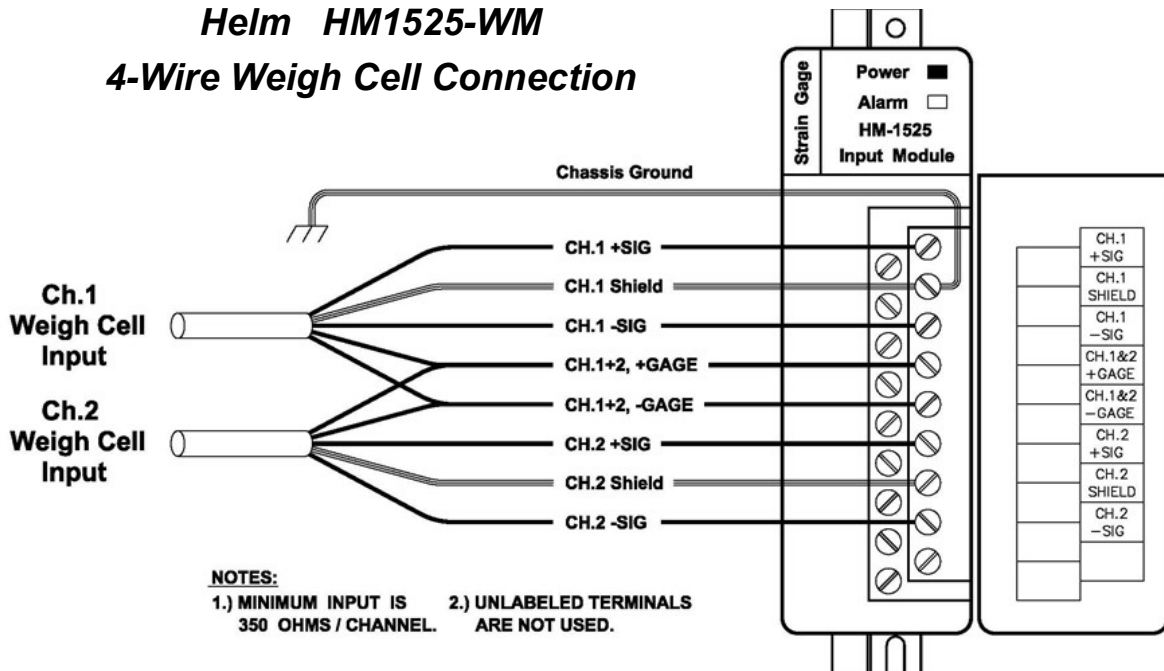 Helm HM1525-WM
4-Wire Weigh Cell Connection
Strain Gage
Power
Alarm
HM-1525
Input Module
Chassis Ground
CH.1 +SIG
CH.1 Shield
CH.1 -SIG
CH.1+2, +GAGE
CH.1+2, -GAGE
CH.2 +SIG
CH.2 Shield
CH.2 -SIG
Ch.1
Weigh Cell
Input
Ch.2
Weigh Cell
Input
CH.1
+SIG
CH.1
SHIELD
CH.1
-SIG
CH.1&2
+GAGE
CH.1&2
-GAGE
CH.2
+SIG
CH.2
SHIELD
CH.2
-SIG
NOTES:
1.) MINIMUM INPUT IS
350 OHMS / CHANNEL.
2.) UNLABELED TERMINALS
ARE NOT USED.